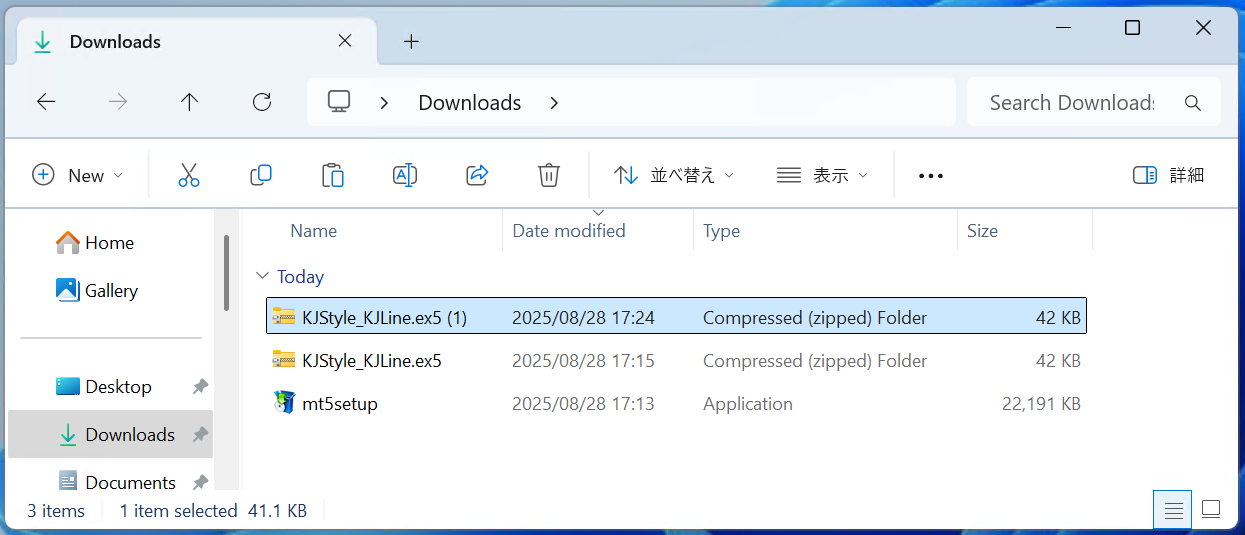 Downloads
Downloads
Search Downloads
New
並べ替え
表示
詳細
Name Date modified Type Size
Home
Gallery
Desktop
Downloads
Documents
Today
KJStyle_KJLine.ex5 (1) 2025/08/28 17:24 Compressed (zipped) Folder 42 KB
KJStyle_KJLine.ex5 2025/08/28 17:15 Compressed (zipped) Folder 42 KB
mt5setup 2025/08/28 17:13 Application 22,191 KB
3 items 1 item selected 41.1 KB